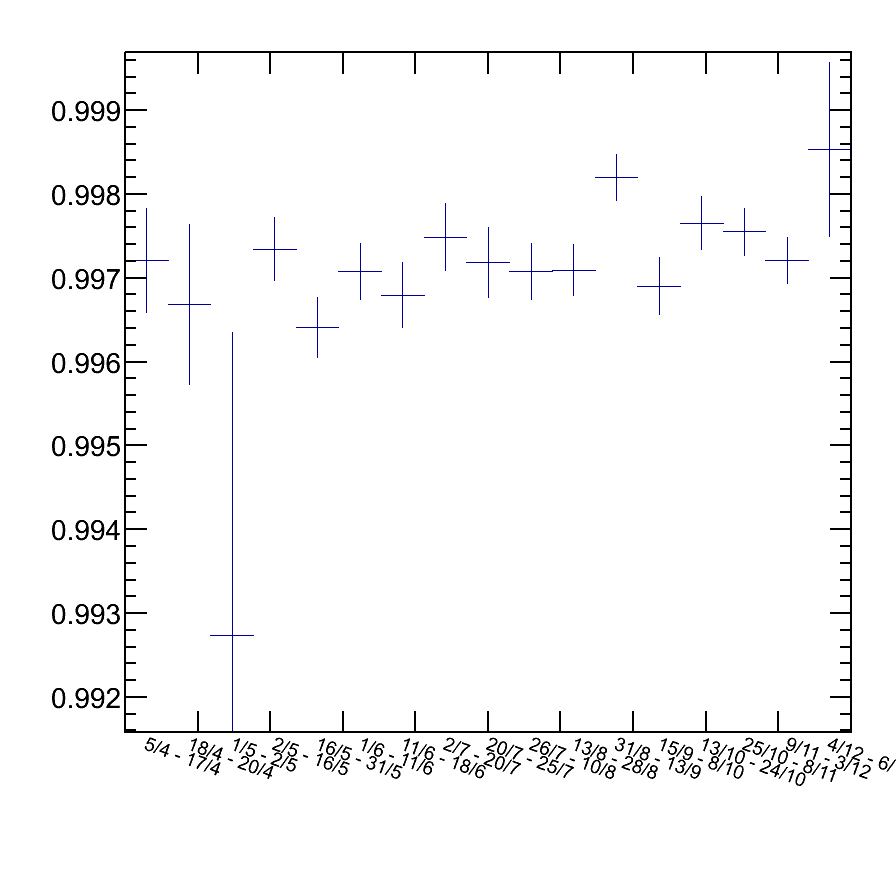 0.999
0.998
0.997
0.996
0.995
0.994
0.993
0.992
5/4 - 17/4
18/4 - 20/4
1/5 - 2/5
2/5 - 16/5
16/5 - 31/5
1/6 - 11/6
11/6 - 18/6
2/7 - 20/7
20/7 - 25/7
26/7 - 10/8
13/8 - 28/8
31/8 - 13/9
15/9 - 8/10
13/10 - 24/10
25/10 - 8/11
9/11 - 3/12
4/12 - 6/